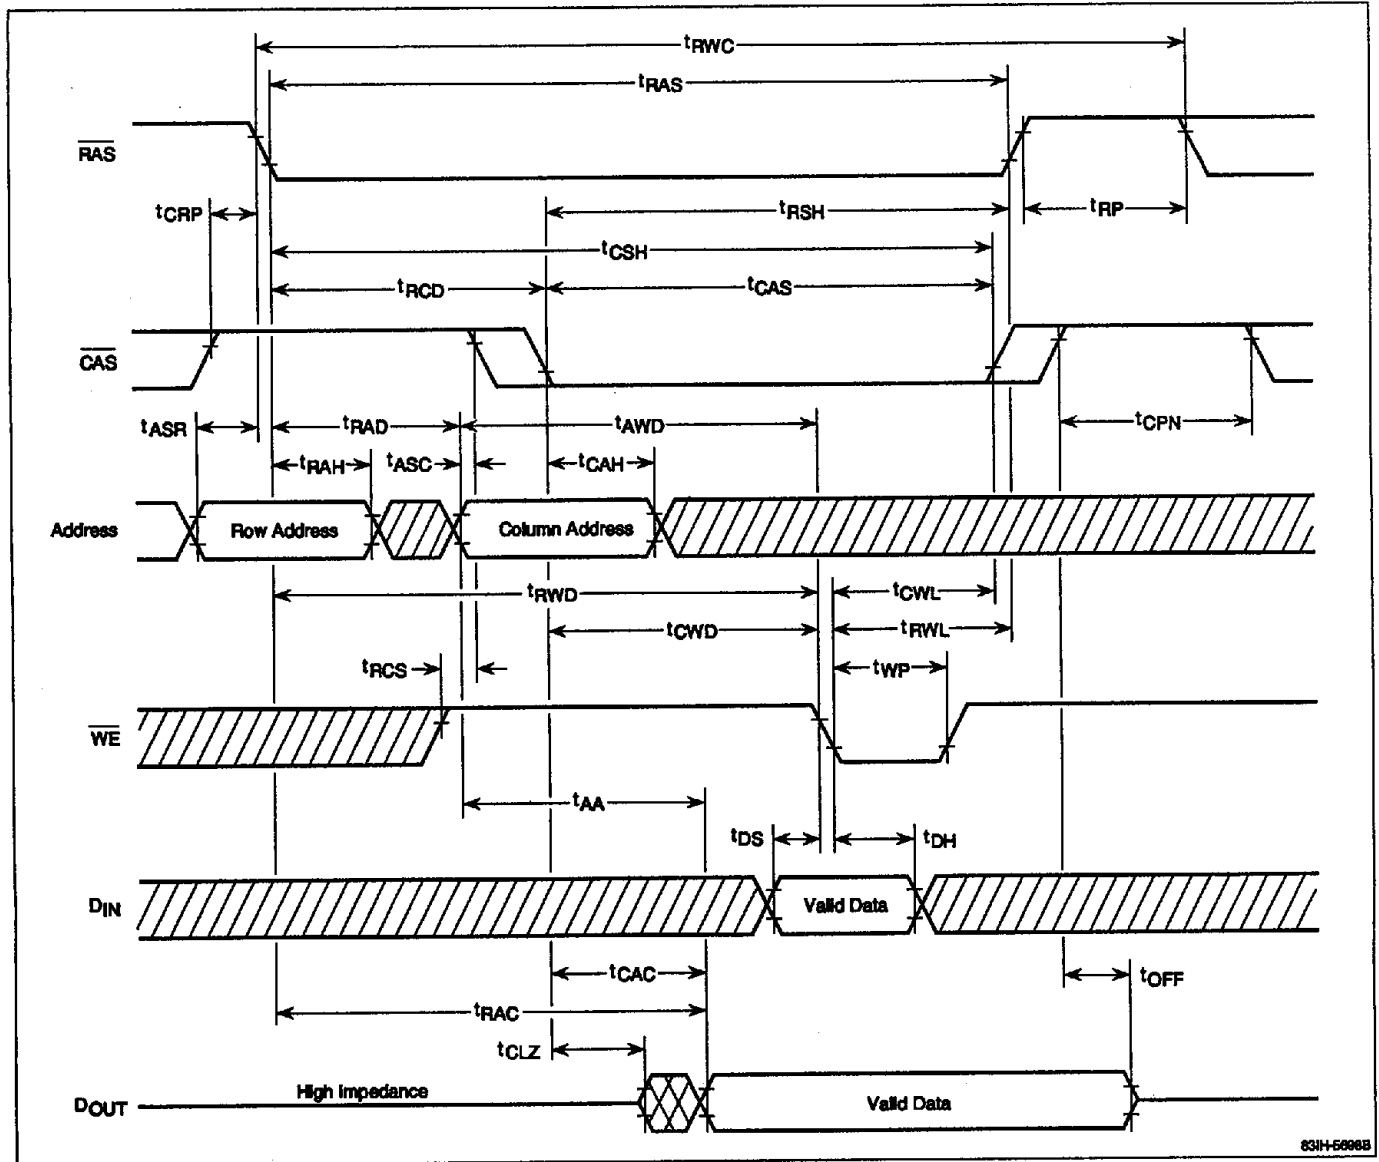 tRWC
tRAS
RAS
tCRP
tRSH
tRP
tCSH
tRCD
tCAS
CAS
tASR
tRAD
tAWD
tCPN
tRAH
tASC
tCAH
Address
Row Address
Column Address
tRWD
tCWL
tCWD
tRWL
tRCS
tWP
WE
tAA
tDS
tDH
DIN
Valid Data
tCAC
tOFF
tRAC
tCLZ
High Impedance
DOUT
Valid Data
83IH-5698B